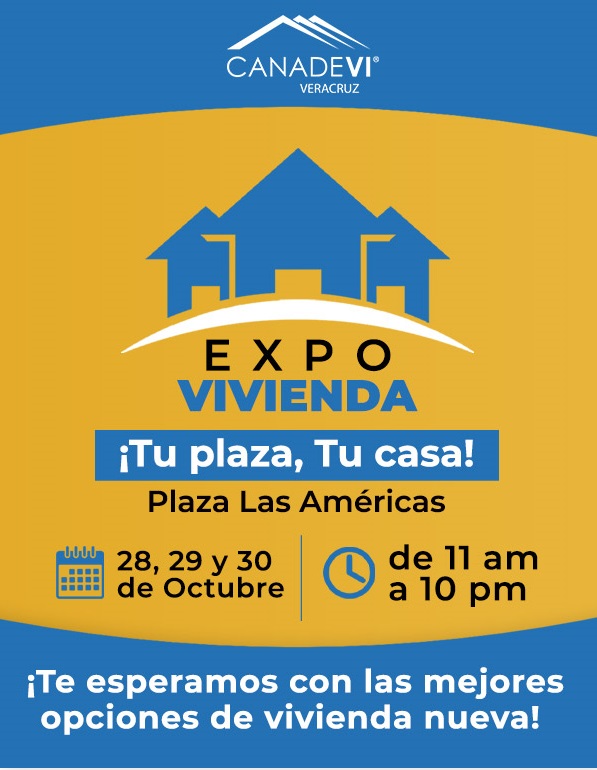 CANADEVI®
VERACRUZ
EXPO
VIVIENDA
¡Tu plaza, Tu casa!
Plaza Las Américas
28, 29 y 30
de Octubre
de 11 am
a 10 pm
¡Te esperamos con las mejores
opciones de vivienda nueva!